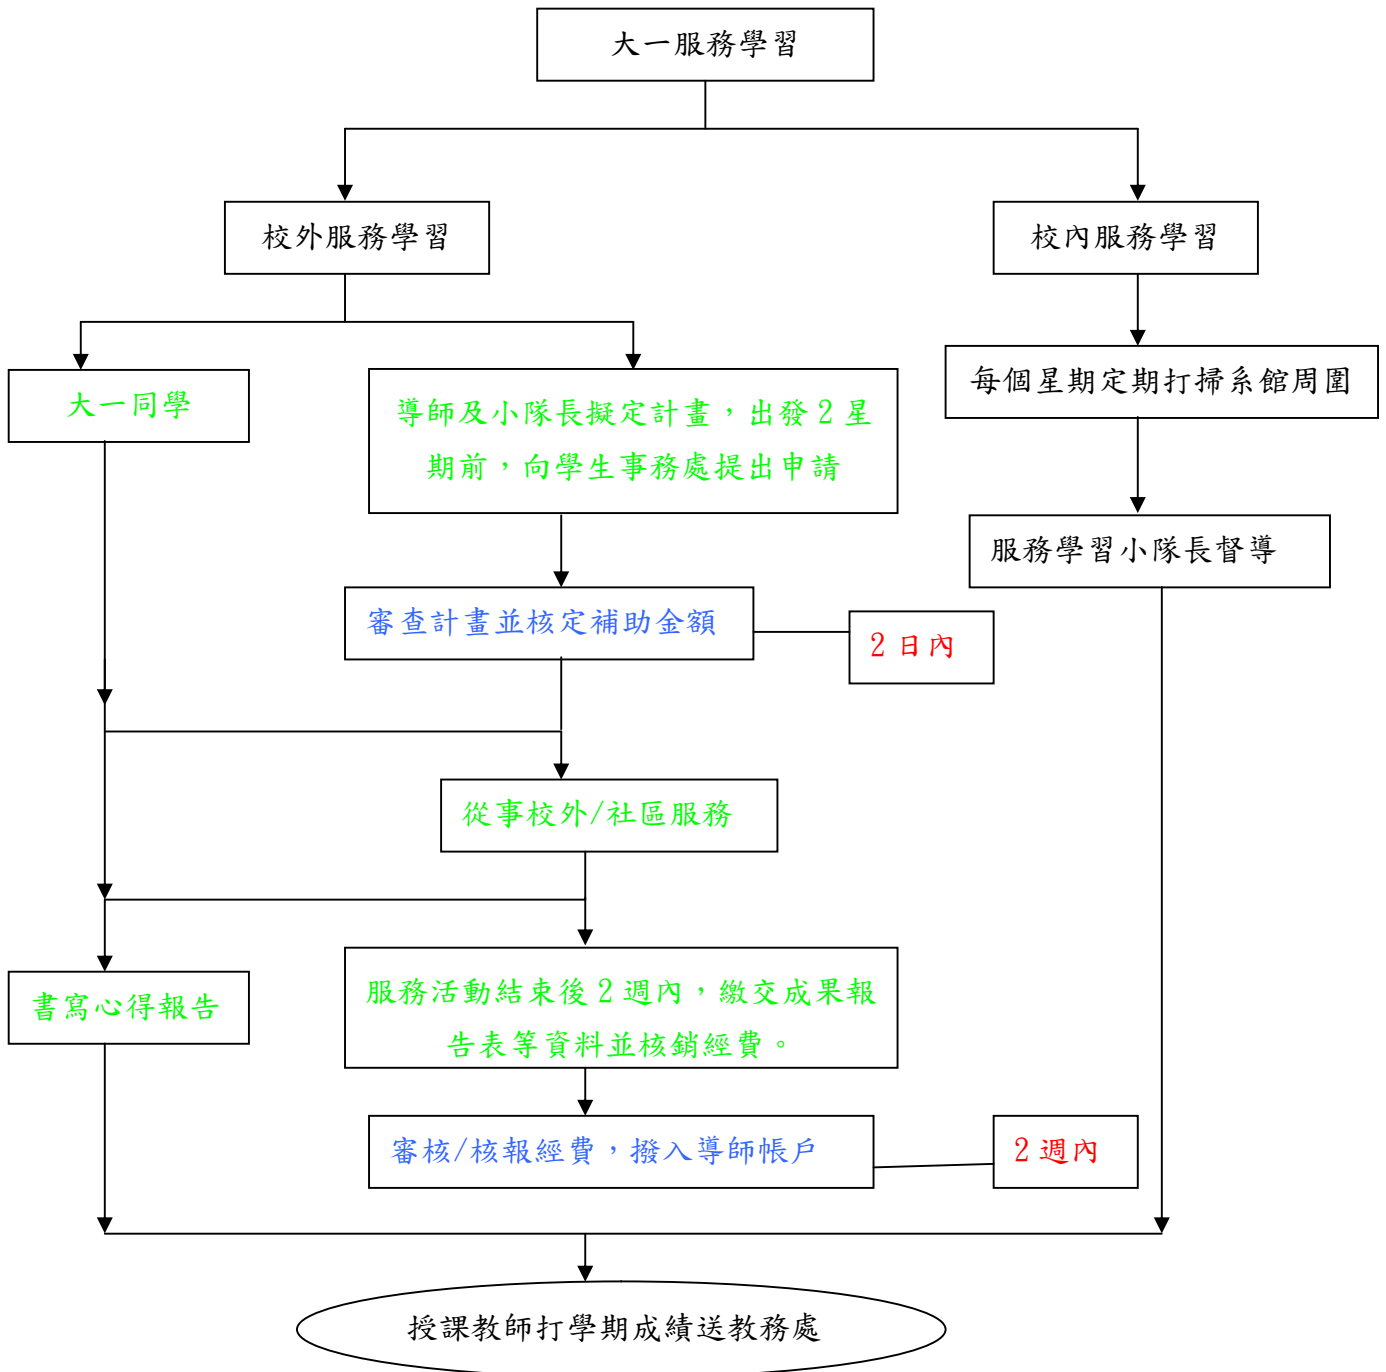 大一服務學習
校外服務學習
校內服務學習
大一同學
導師及小隊長擬定計畫，出發 2 星
期前，向學生事務處提出申請
每個星期定期打掃系館周圍
服務學習小隊長督導
審查計畫並核定補助金額
2 日內
從事校外/社區服務
書寫心得報告
服務活動結束後 2 週內，繳交成果報
告表等資料並核銷經費。
審核/核報經費，撥入導師帳戶
2 週內
授課教師打學期成績送教務處